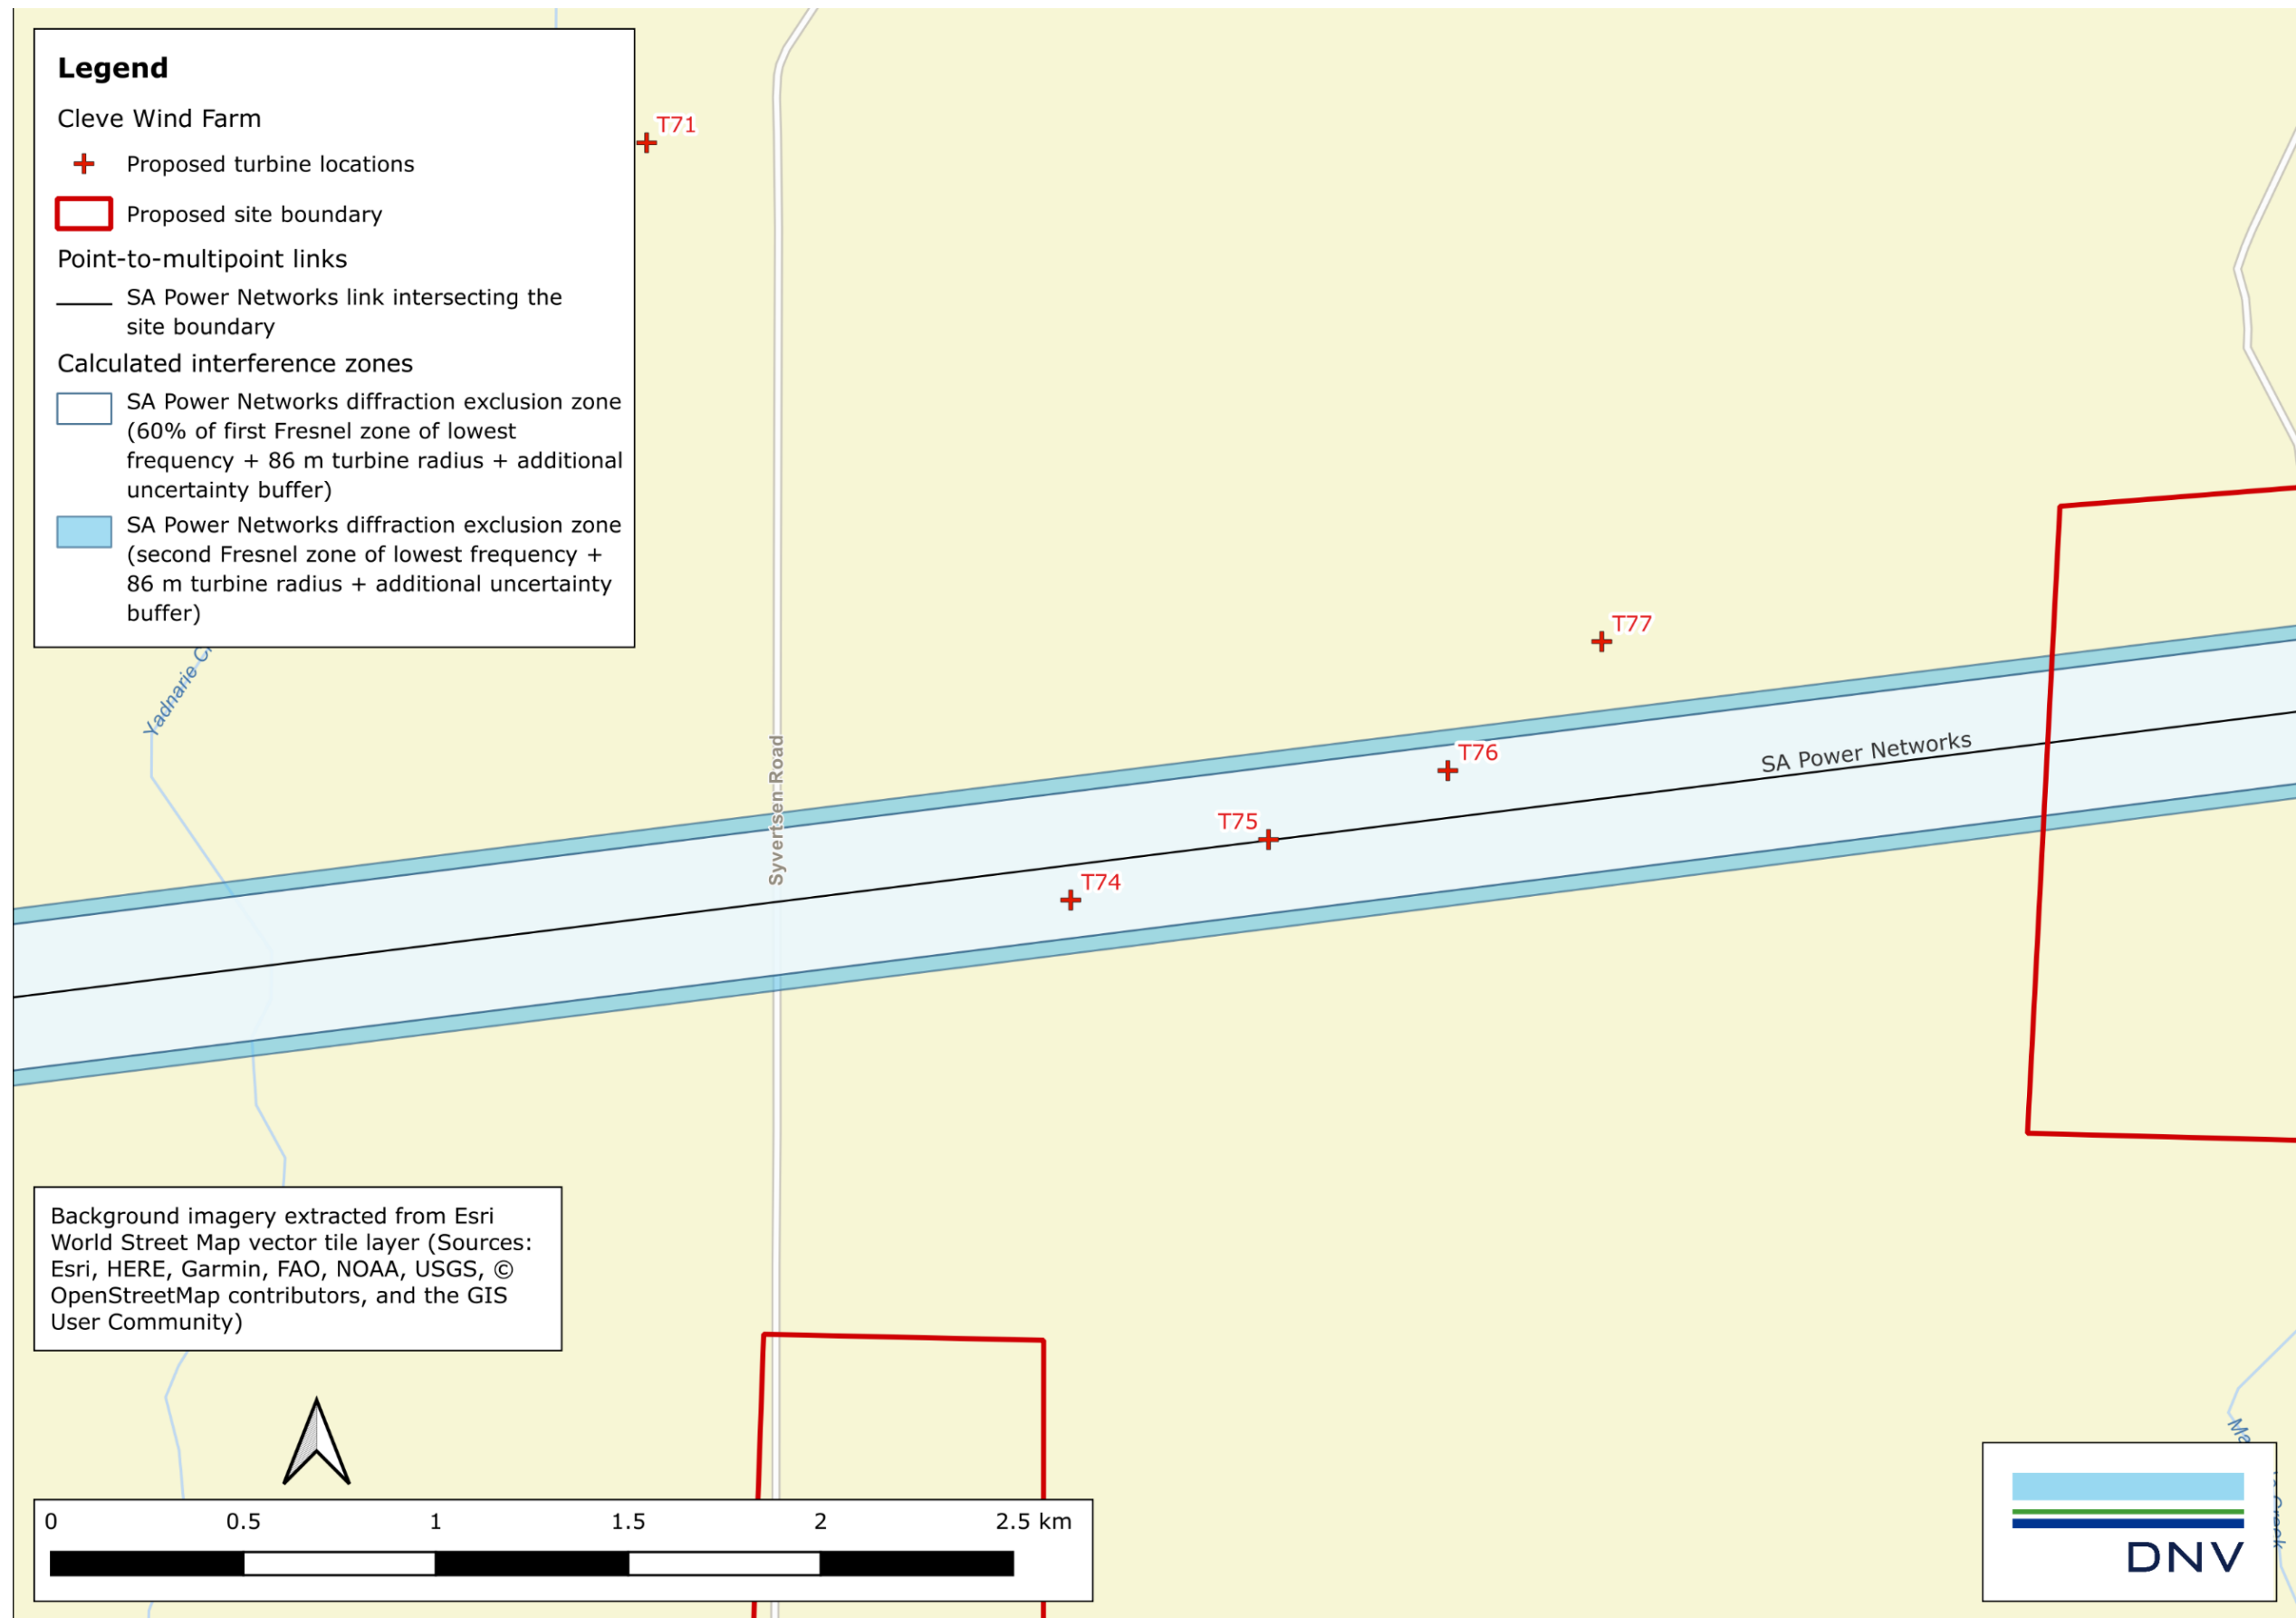 Legend
Cleve Wind Farm
Proposed turbine locations
Proposed site boundary
Point-to-multipoint links
SA Power Networks link intersecting the
site boundary
Calculated interference zones
SA Power Networks diffraction exclusion zone
(60% of first Fresnel zone of lowest
frequency + 86 m turbine radius + additional
uncertainty buffer)
SA Power Networks diffraction exclusion zone
(second Fresnel zone of lowest frequency +
86 m turbine radius + additional uncertainty
buffer)
T71
T77
Yadnarie
SA Power Networks
T76
Syvertsen Road
T75
T74
Background imagery extracted from Esri
World Street Map vector tile layer (Sources:
Esri, HERE, Garmin, FAO, NOAA, USGS, ©
OpenStreetMap contributors, and the GIS
User Community)
0 0.5 1 1.5 2 2.5 km
DNV